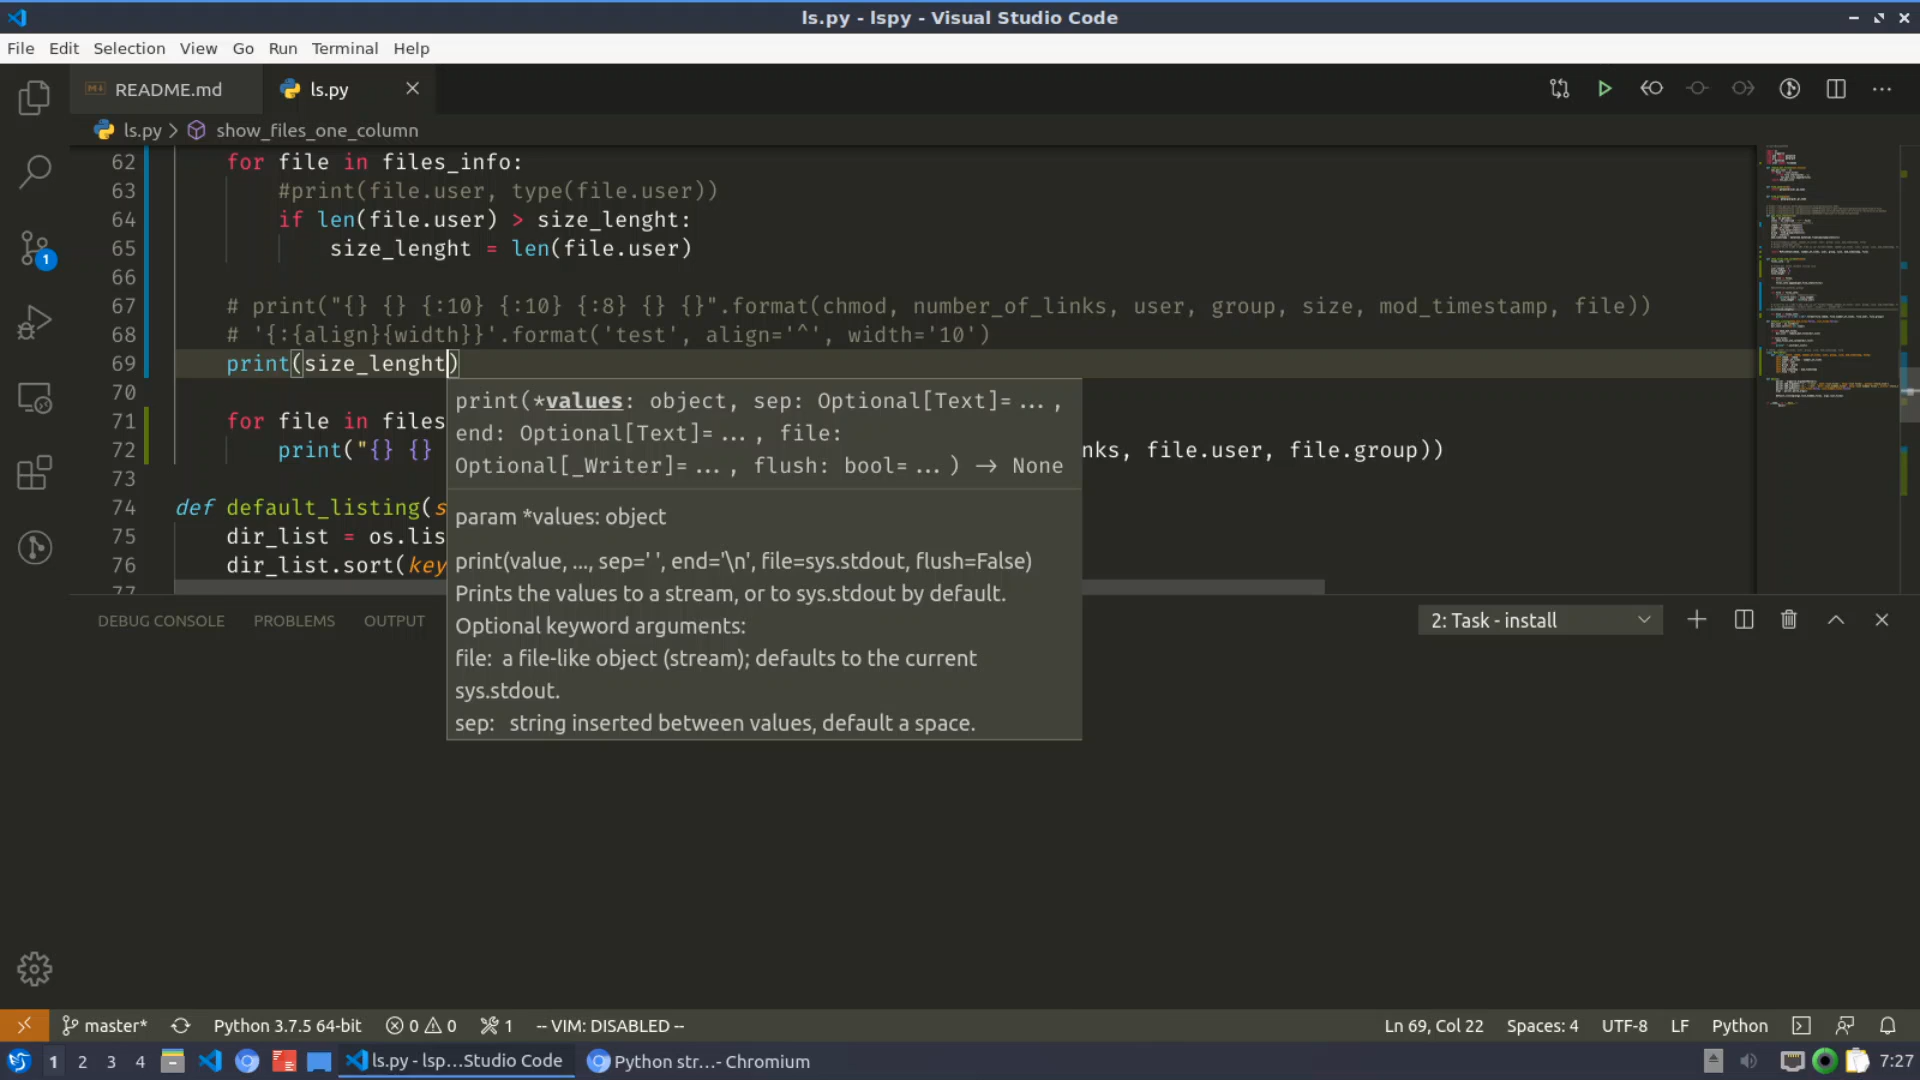 ls.py - lspy - Visual Studio Code
File Edit Selection View Go Run Terminal Help
README.md ls.py
ls.py > show_files_one_column
62 for file in files_info:
63 #print(file.user, type(file.user))
64 if len(file.user) > size_lenght:
65 size_lenght = len(file.user)
66
67 # print("{} {} {:10} {:10} {:8} {} {}".format(chmod, number_of_links, user, group, size, mod_timestamp, file))
68 # '{:{align}{width}}'.format('test', align='^', width='10')
69 print(size_lenght)
70
71 for file in files
72 print("{} {} nks, file.user, file.group))
73
74 def default_listing(s
75 dir_list = os.lis
76 dir_list.sort(key
77
print(*values: object, sep: Optional[Text]=...,
end: Optional[Text]=..., file:
Optional[_Writer]=..., flush: bool=...) → None
param *values: object
print(value, ..., sep=' ', end='\n', file=sys.stdout, flush=False)
Prints the values to a stream, or to sys.stdout by default.
Optional keyword arguments:
file: a file-like object (stream); defaults to the current
sys.stdout.
sep: string inserted between values, default a space.
DEBUG CONSOLE PROBLEMS OUTPUT 2: Task - install
1
master* Python 3.7.5 64-bit 0 0 1 -- VIM: DISABLED -- Ln 69, Col 22 Spaces: 4 UTF-8 LF Python
1 2 3 4 ls.py - lsp...Studio Code Python str...- Chromium 7:27